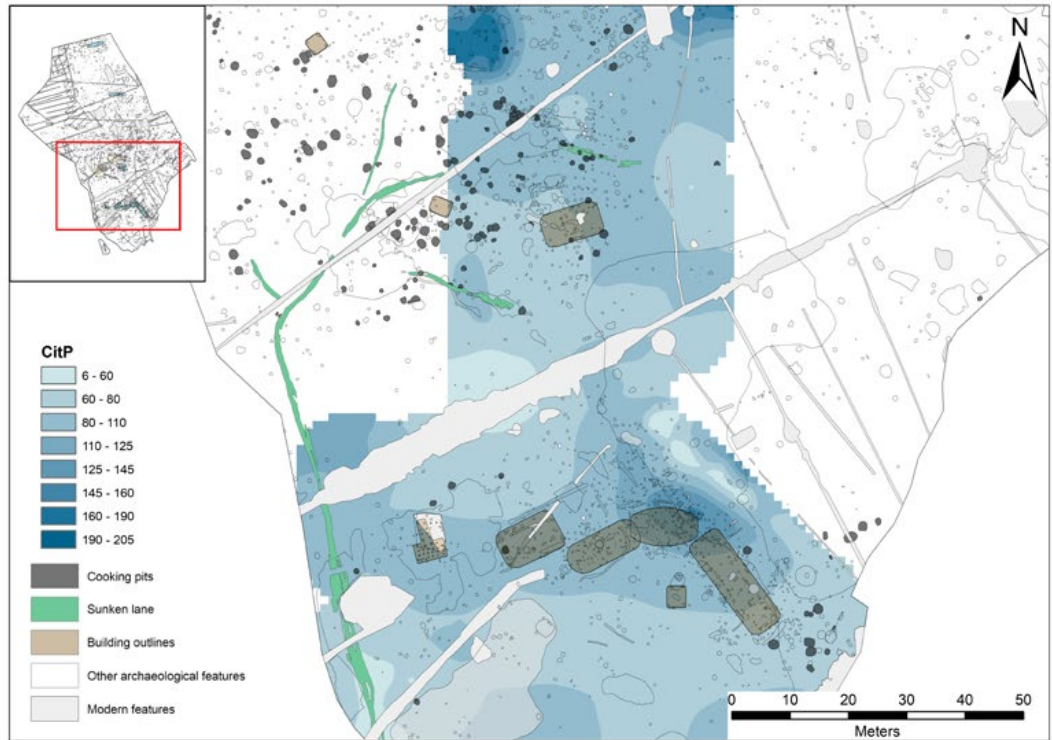 N
CitP
6 - 60
60 - 80
80 - 110
110 - 125
125 - 145
145 - 160
160 - 190
190 - 205
Cooking pits
Sunken lane
Building outlines
Other archaeological features
Modern features
0 10 20 30 40 50
Meters